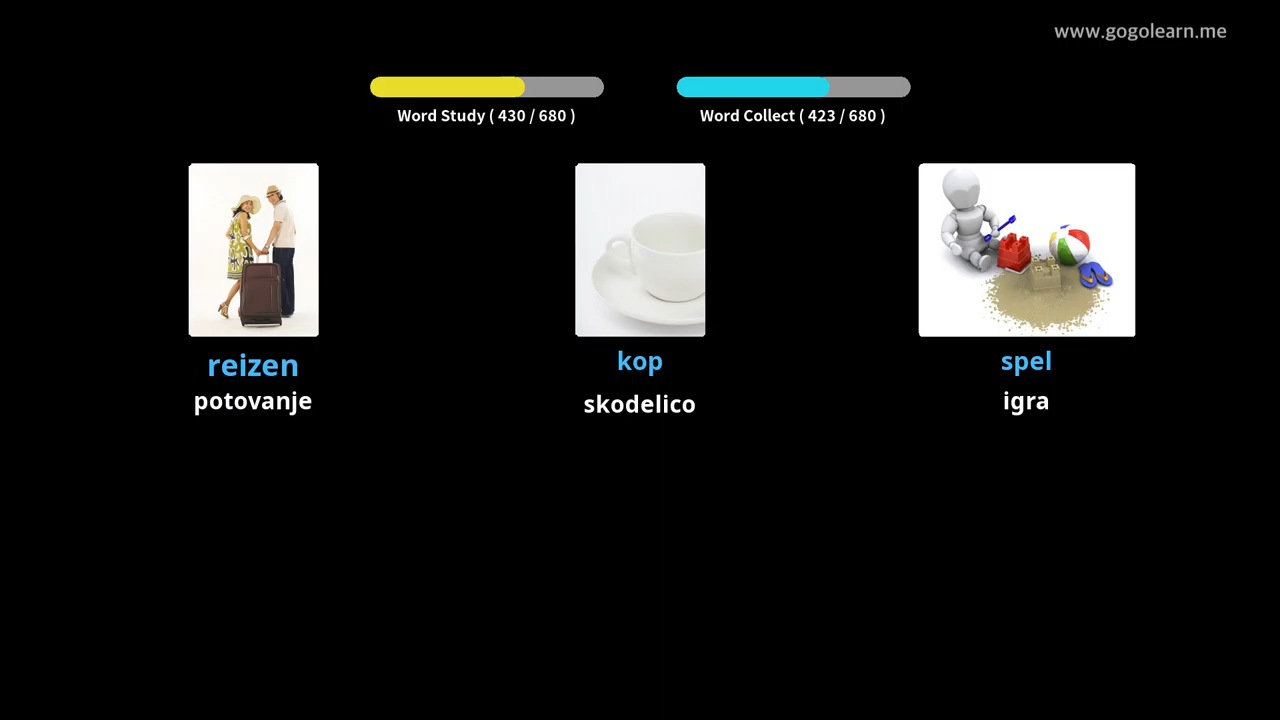 www.gogolearn.me
Word Study ( 430 / 680 )
Word Collect ( 423 / 680 )
reizen
potovanje
kop
skodelico
spel
igra